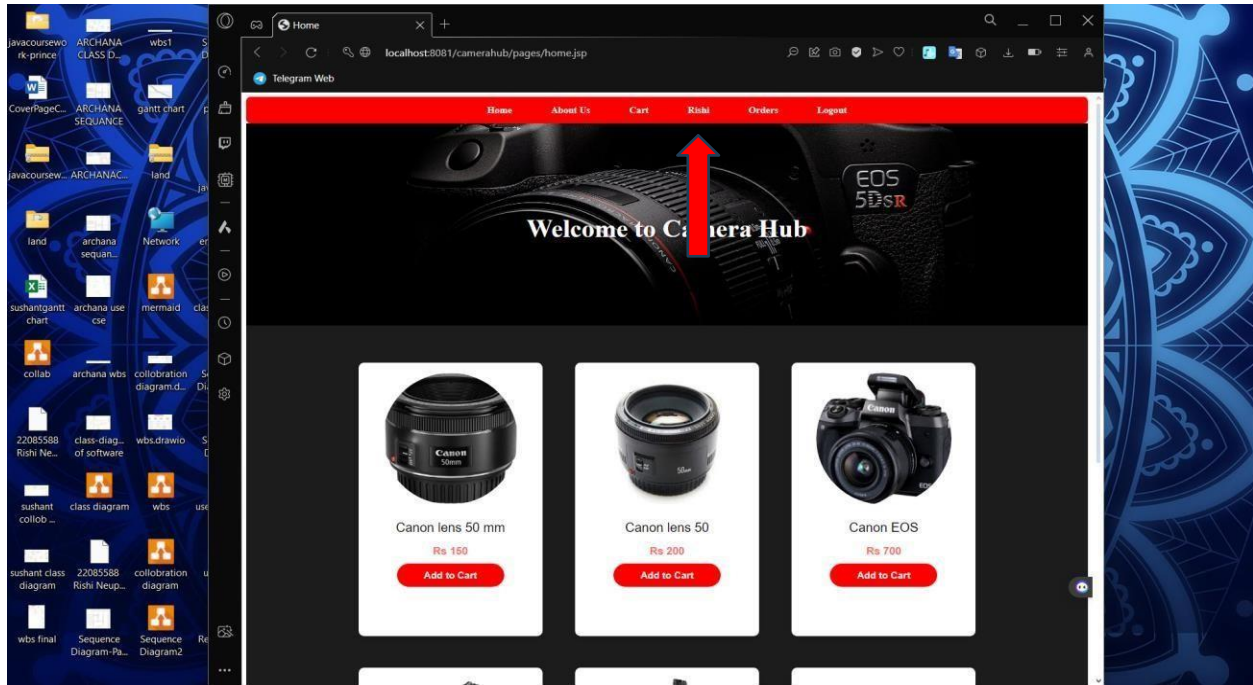 Home
localhost:8081/camerahub/pages/home.jsp
Telegram Web
Home About Us Cart Rishi Orders Logout
EOS
5DSR
CANON
Welcome to Camera Hub
Canon
50mm
50mm
Canon
EOS
Canon lens 50 mm
Rs 150
Add to Cart
Canon lens 50
Rs 200
Add to Cart
Canon EOS
Rs 700
Add to Cart
javacoursewo
rk-prince
ARCHANA
CLASS D...
wbs1
CoverPageC...
ARCHANA
SEQUANCE
gantt chart
javacoursew...
ARCHANAC...
land
land
archana
sequan...
Network
sushantgantt
chart
archana use
cse
mermaid
collab
archana wbs
collobration
diagram.d...
22085588
Rishi Ne...
class-diag...
of software
wbs.drawio
sushant
collob ...
class diagram
wbs
sushant class
diagram
22085588
Rishi Neup...
collobration
diagram
wbs final
Sequence
Diagram-Pa...
Sequence
Diagram2